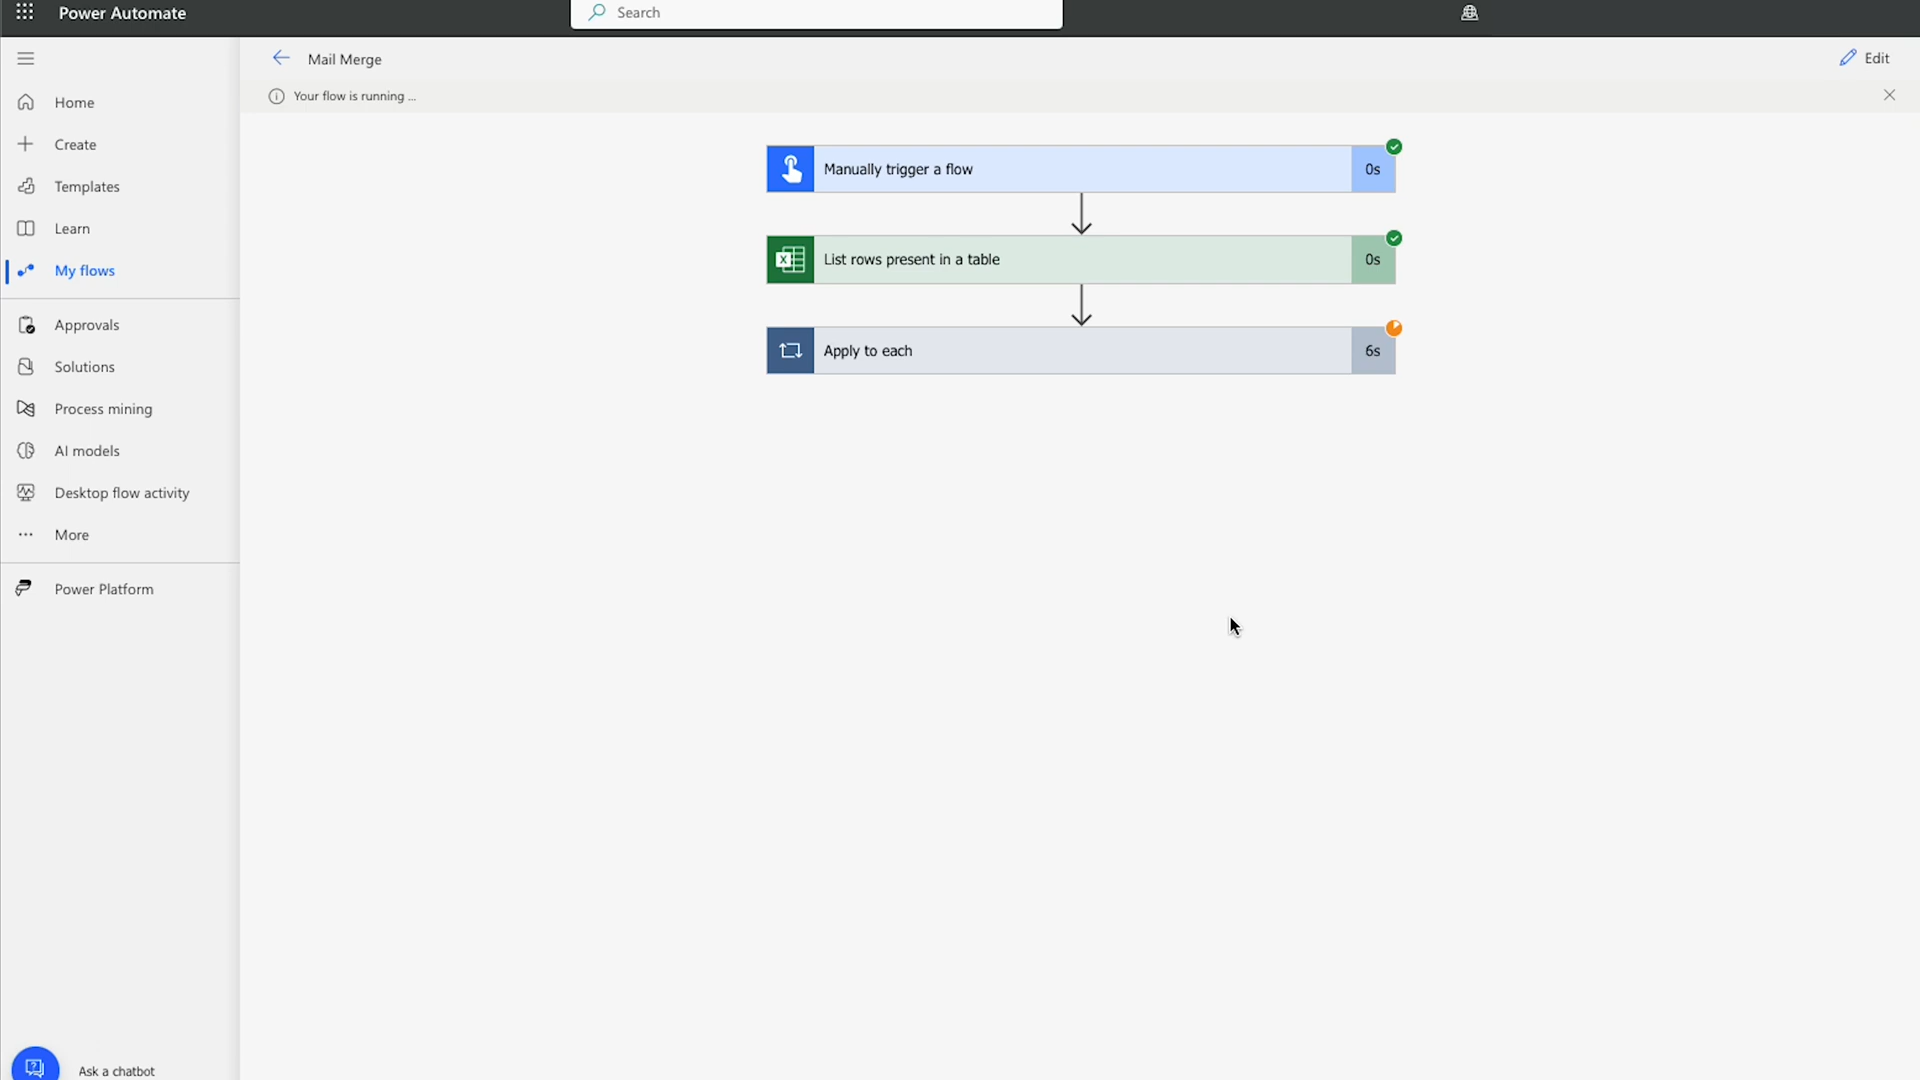 Power Automate
Search
Mail Merge
Edit
Your flow is running ...
Home
Create
Templates
Learn
My flows
Approvals
Solutions
Process mining
AI models
Desktop flow activity
More
Power Platform
Ask a chatbot
Manually trigger a flow
0s
List rows present in a table
0s
Apply to each
6s